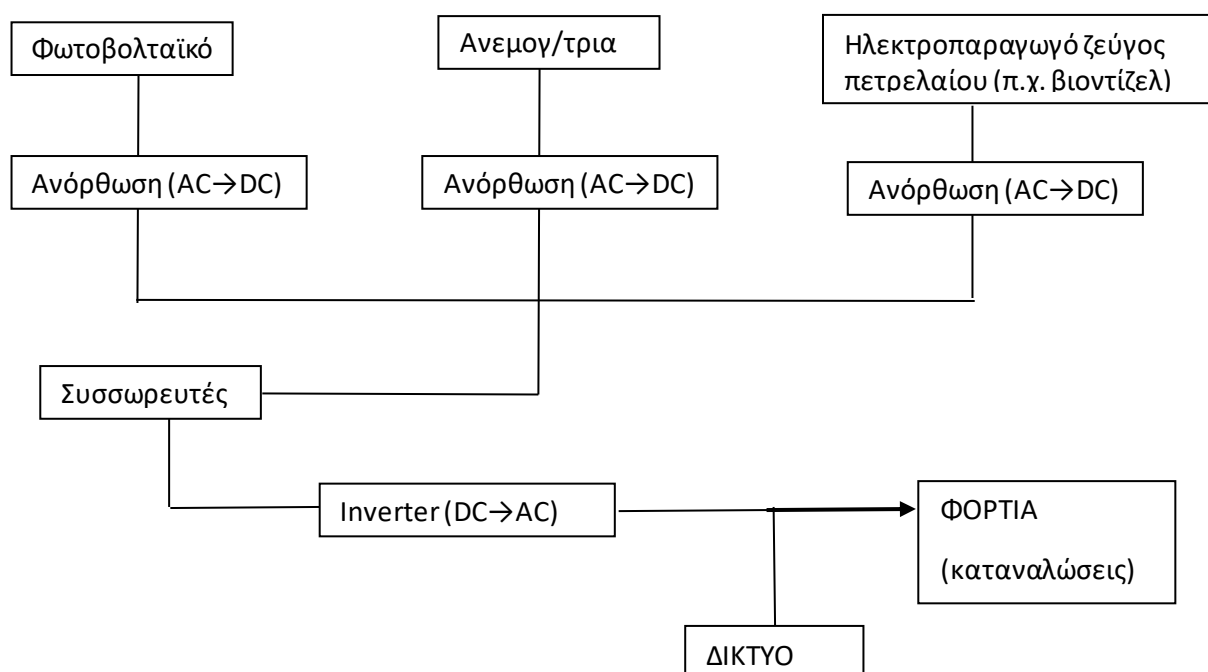 Φωτοβολταϊκό
Ανεμογ/τρια
Ηλεκτροπαραγωγό ζεύγος
πετρελαίου (π.χ. βιοντίζελ)
Ανόρθωση (AC→DC)
Ανόρθωση (AC→DC)
Ανόρθωση (AC→DC)
Συσσωρευτές
Inverter (DC→AC)
ΦΟΡΤΙΑ
(καταναλώσεις)
ΔΙΚΤΥΟ